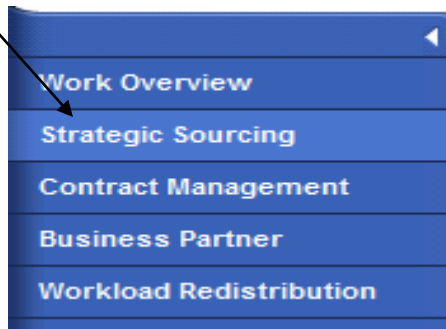 Work Overview
Strategic Sourcing
Contract Management
Business Partner
Workload Redistribution